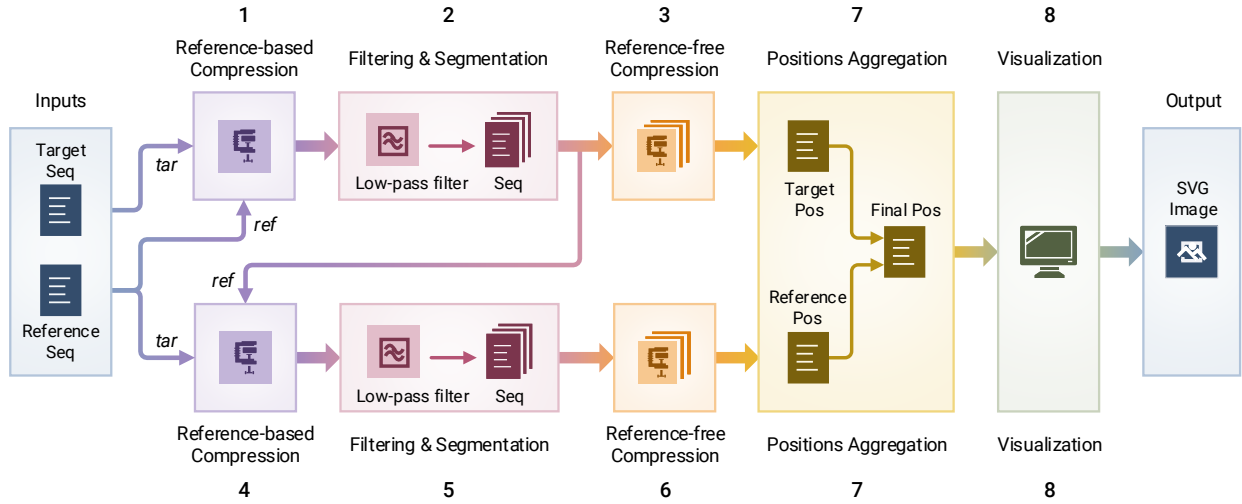 1
2
3
7
8
Reference-based
Compression
Filtering & Segmentation
Reference-free
Compression
Positions Aggregation
Visualization
Inputs
Output
Target
Seq
tar
Low-pass filter
Seq
Target
Pos
Final Pos
SVG
Image
ref
ref
Reference
Seq
tar
Low-pass filter
Seq
Reference
Pos
Reference-based
Compression
Filtering & Segmentation
Reference-free
Compression
Positions Aggregation
Visualization
4
5
6
7
8